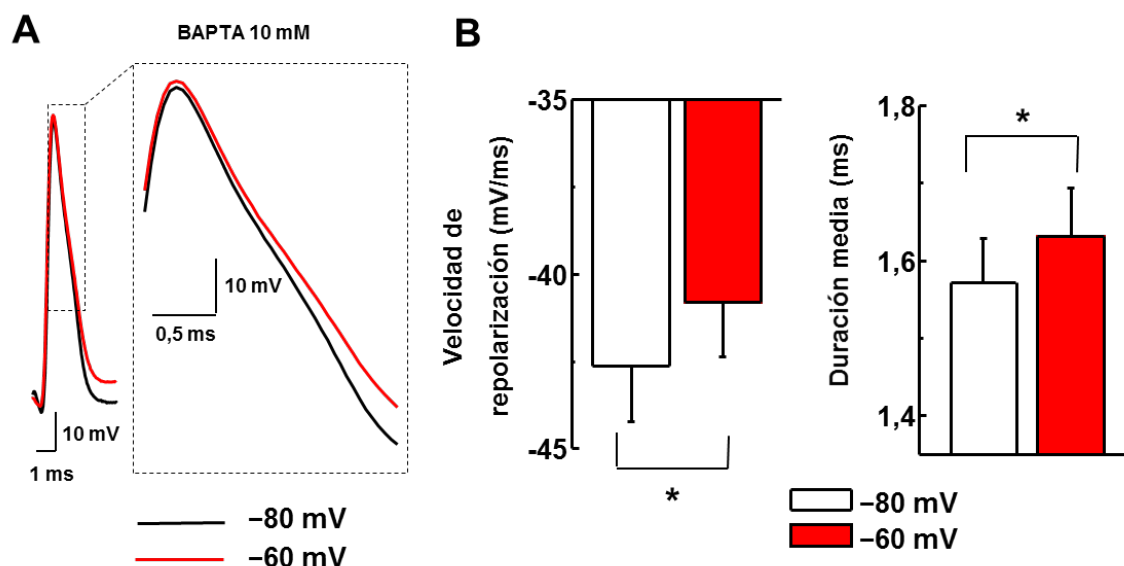 A
BAPTA 10 mM
10 mV
0,5 ms
10 mV
1 ms
−80 mV
−60 mV
B
Velocidad de
repolarización (mV/ms)
-35
-40
-45
*
Duración media (ms)
1,8
1,6
1,4
*
−80 mV
−60 mV